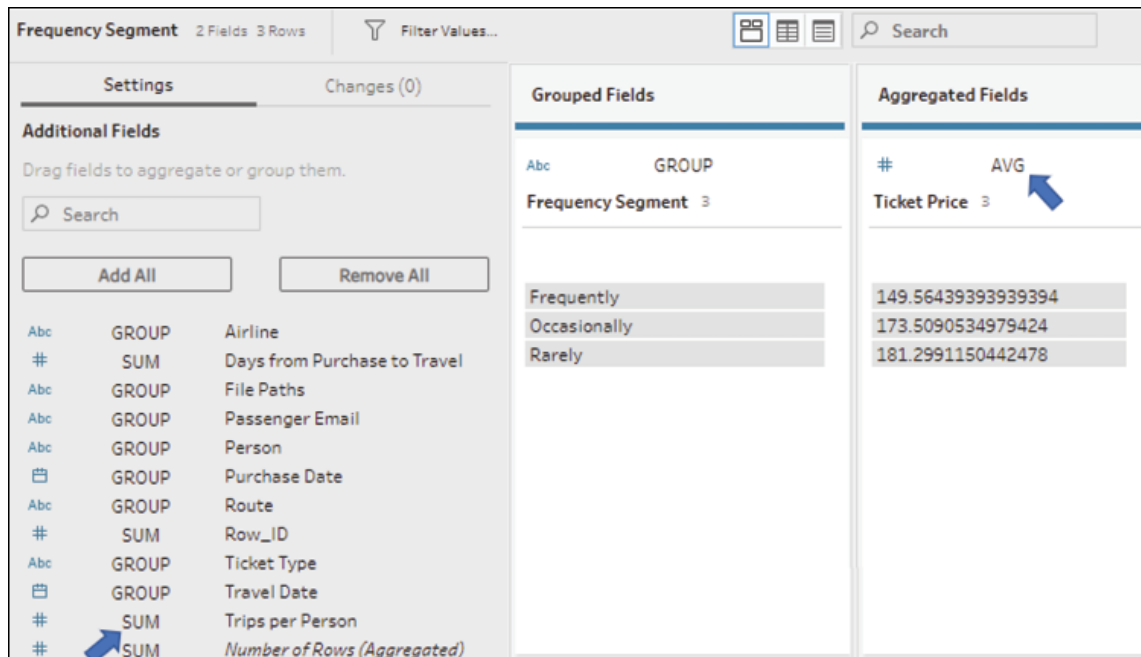 Frequency Segment 2 Fields 3 Rows Filter Values... Search
Settings Changes (0)
Additional Fields
Drag fields to aggregate or group them.
Search
Add All Remove All
Abc GROUP Airline
# SUM Days from Purchase to Travel
Abc GROUP File Paths
Abc GROUP Passenger Email
Abc GROUP Person
GROUP Purchase Date
Abc GROUP Route
# SUM Row_ID
Abc GROUP Ticket Type
GROUP Travel Date
# SUM Trips per Person
# SUM Number of Rows (Aggregated)
Grouped Fields
Abc GROUP
Frequency Segment 3
Frequently
Occasionally
Rarely
Aggregated Fields
# AVG
Ticket Price 3
149.56439393939394
173.5090534979424
181.2991150442478